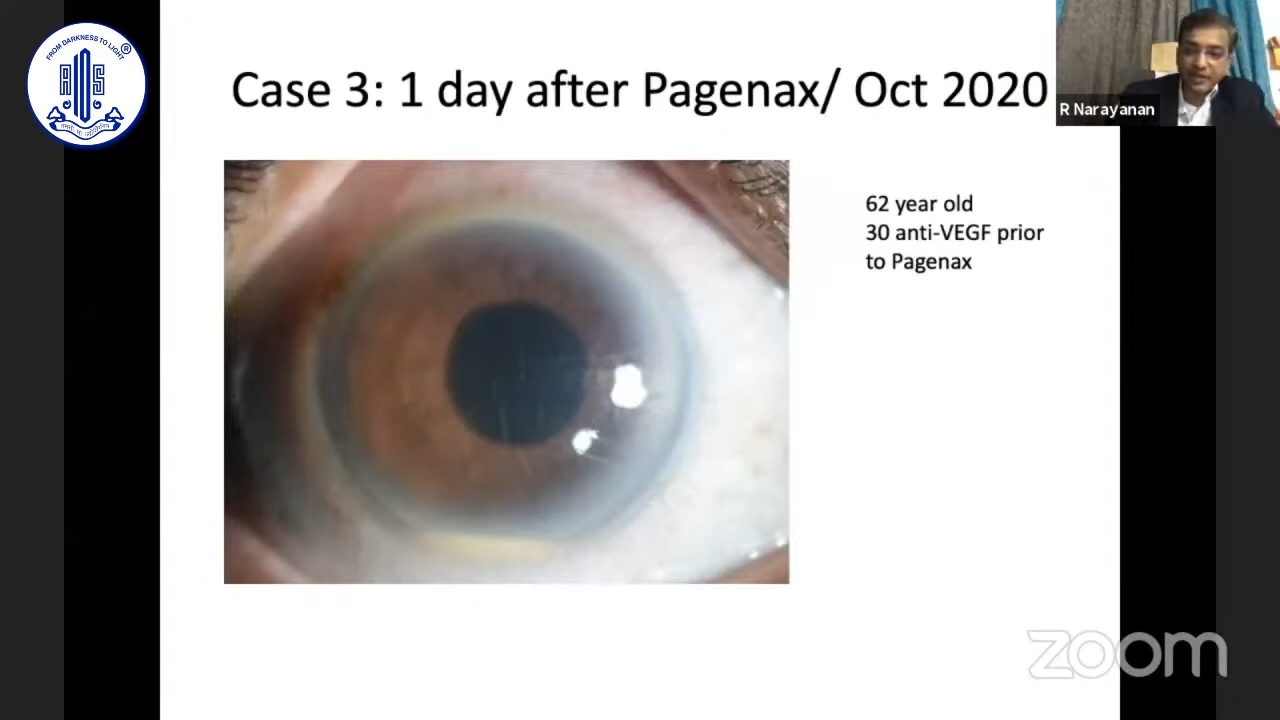 FROM DARKNESS TO LIGHT
®
Case 3: 1 day after Pagenax/ Oct 2020
R Narayanan
62 year old
30 anti-VEGF prior
to Pagenax
zoom